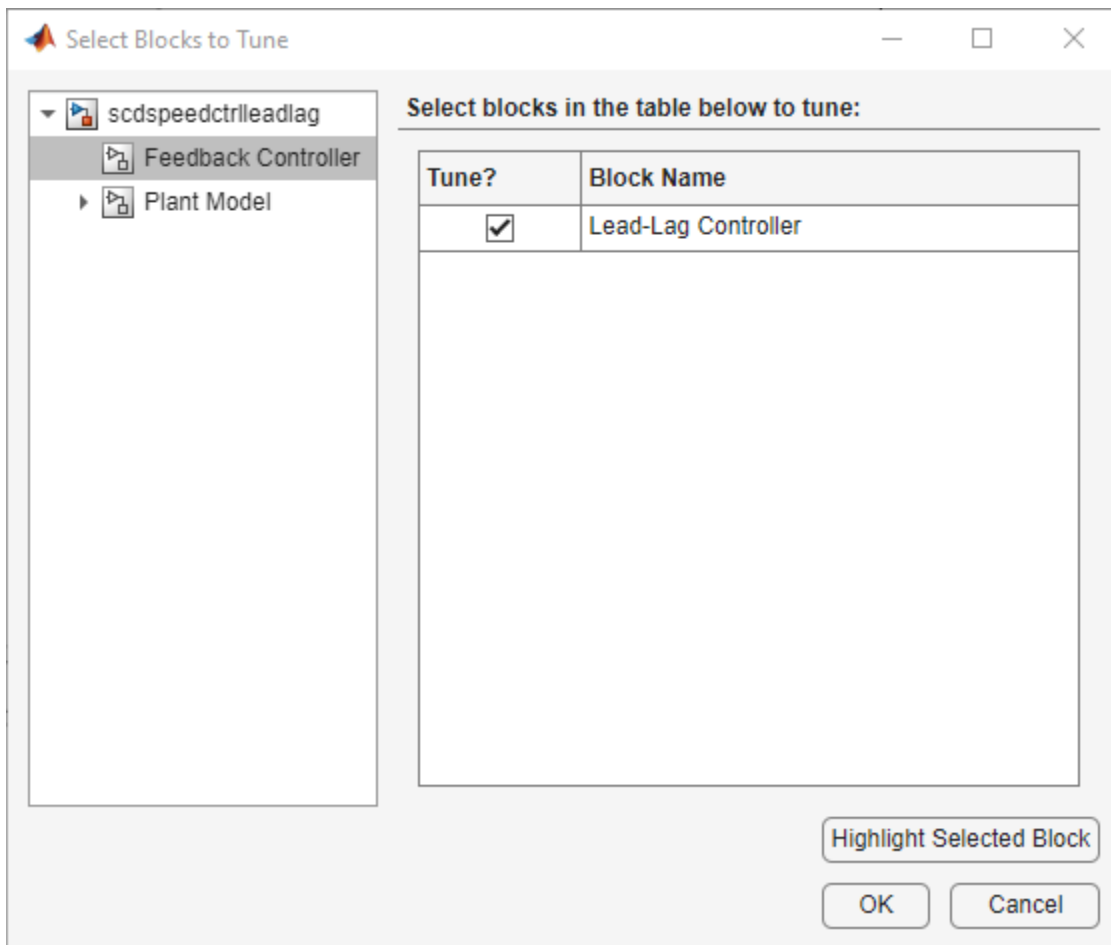 Select Blocks to Tune
scdspeedctrlleadlag
Feedback Controller
Plant Model
Select blocks in the table below to tune:
Tune? Block Name
Lead-Lag Controller
Highlight Selected Block
OK Cancel